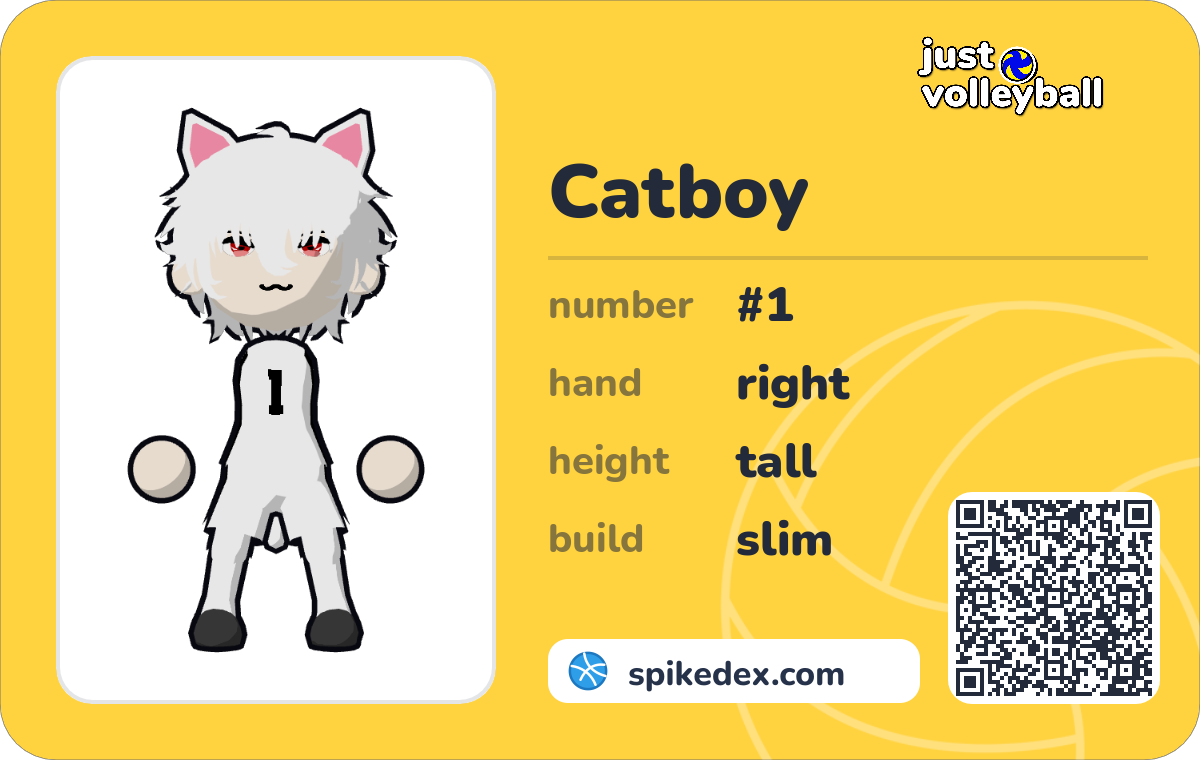 just
volleyball
Catboy
number #1
hand right
height tall
build slim
1
spikedex.com